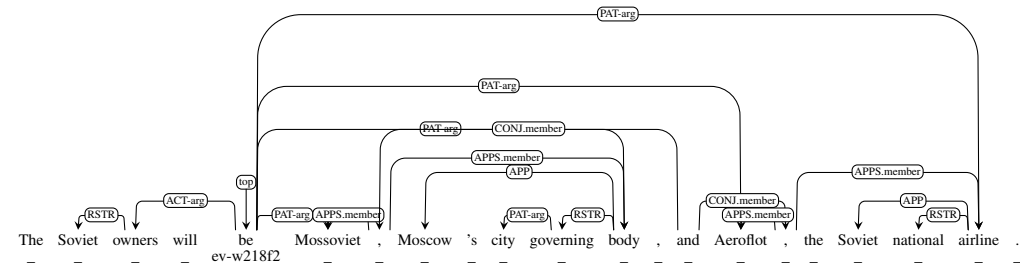 PAT-arg
PAT-arg
PAT-arg CONJ.member
APPS.member
APP APPS.member
top
ACT-arg CONJ.member APP
RSTR PAT-arg APPS.member PAT-arg RSTR APPS.member RSTR
The Soviet owners will be Mossoviet , Moscow 's city governing body , and Aeroflot , the Soviet national airline .
_ _ _ _ ev-w218f2 _ _ _ _ _ _ _ _ _ _ _ _ _ _ _ _